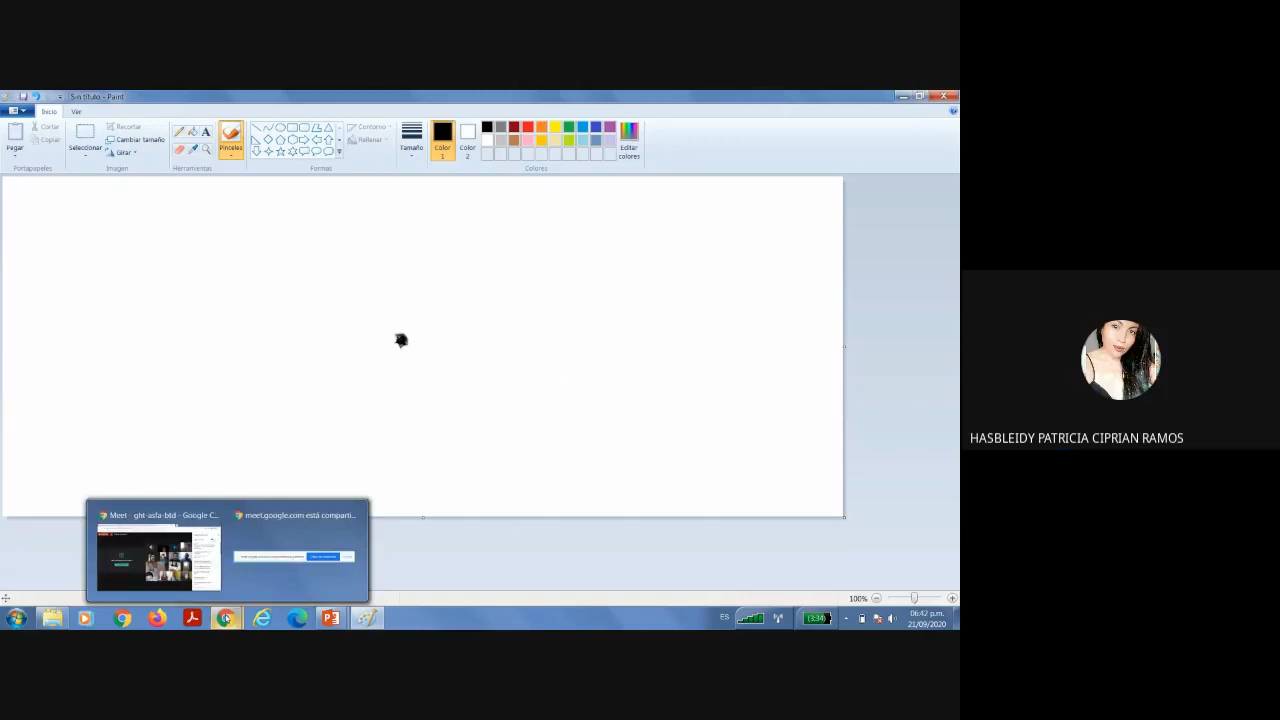 Sin título - Paint
Inicio
Ver
Pegar
Cortar
Copiar
Portapapeles
Seleccionar
Recortar
Cambiar tamaño
Girar
Imagen
A
Herramientas
Pinceles
Contorno
Rellenar
Formas
Tamaño
Color
1
Color
2
Editar
colores
Colores
HASBLEIDY PATRICIA CIPRIAN RAMOS
Meet - ght-asfa-btd - Google C...
meet.google.com está comparti...
100%
ES
(3:34)
06:42 p.m.
21/09/2020